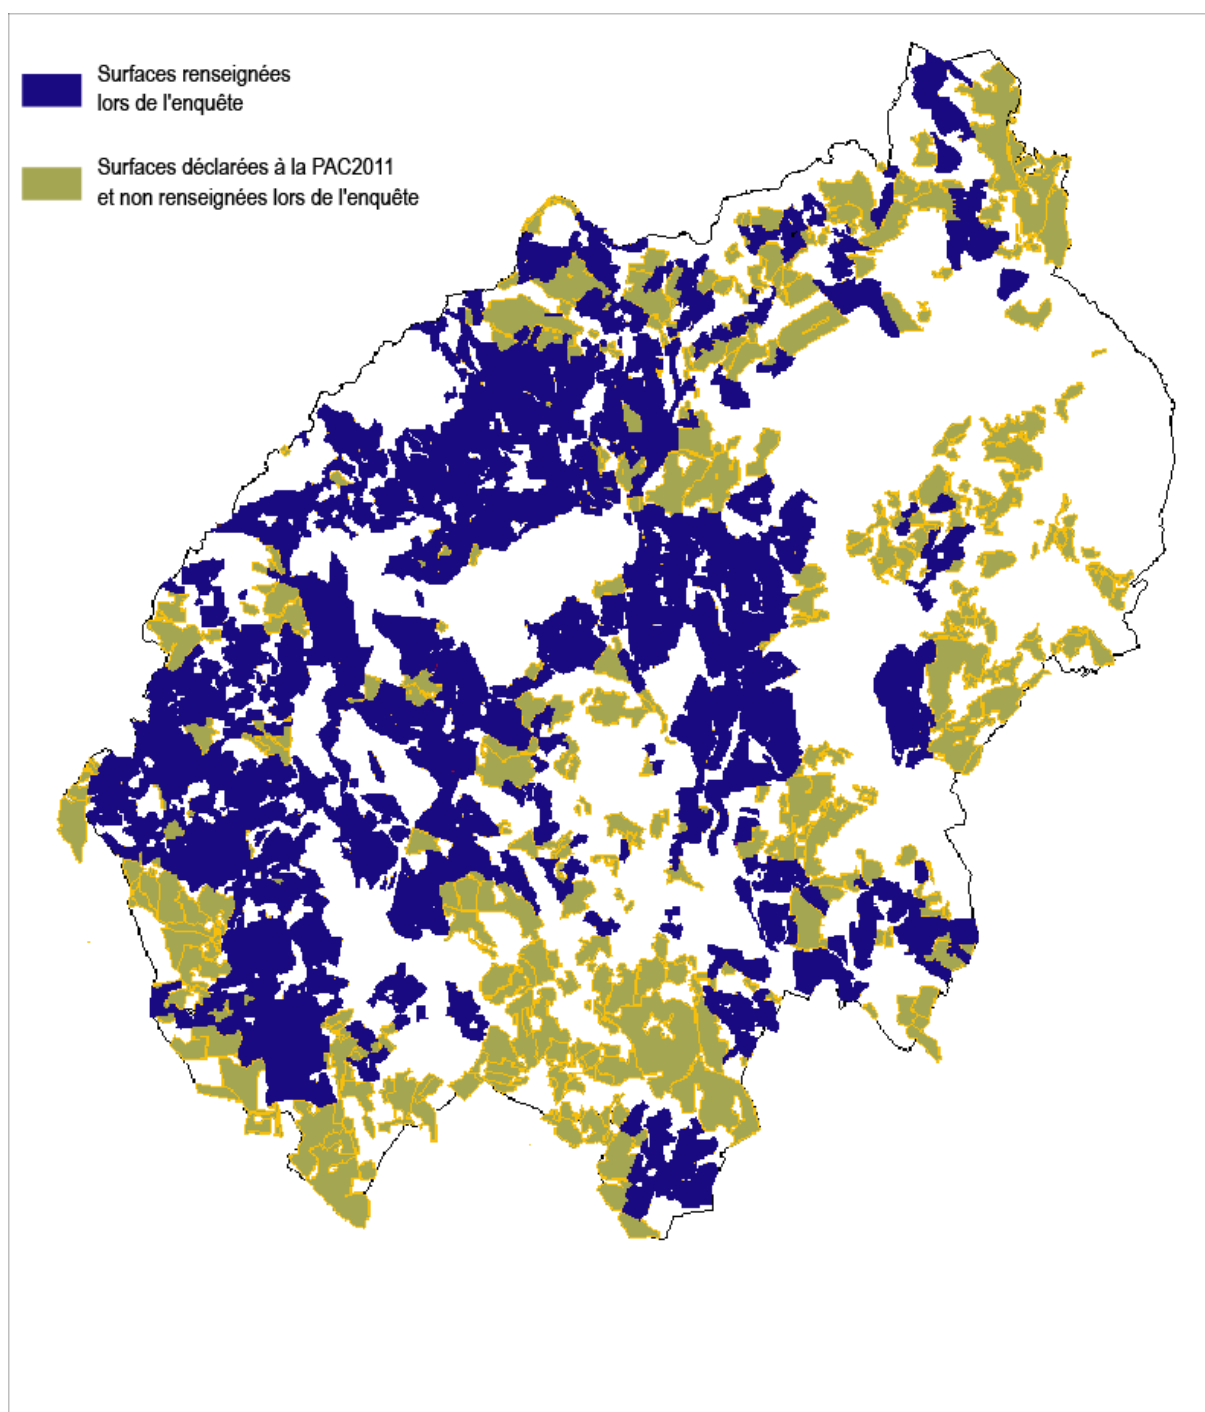 Surfaces renseignées
lors de l'enquête
Surfaces déclarées à la PAC2011
et non renseignées lors de l'enquête